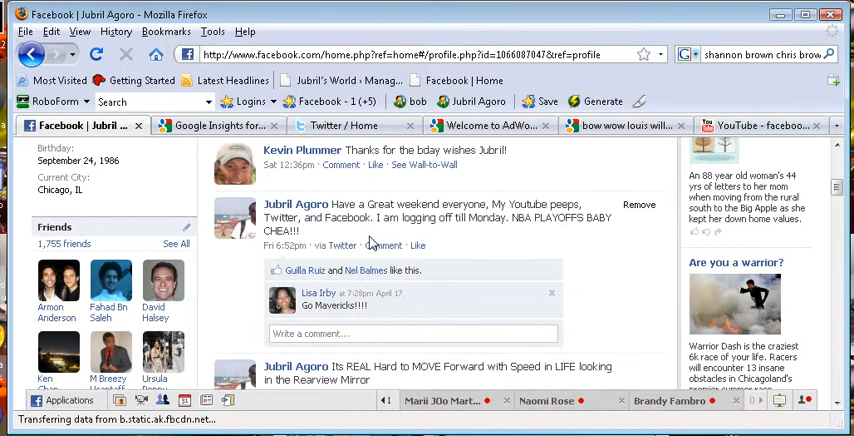 Facebook | Jubril Agoro - Mozilla Firefox
File Edit View History Bookmarks Tools Help
http://www.facebook.com/home.php?ref=home#/profile.php?id=1066087047&ref=profile
shannon brown chris brow
Most Visited Getting Started Latest Headlines Jubril's World › Manag... Facebook | Home
RoboForm Search Logins Facebook - 1 (+5) bob Jubril Agoro Save Generate
Facebook | Jubril ... Google Insights for... Twitter / Home Welcome to AdWo... bow wow louis will... YouTube - faceboo...
Birthday:
September 24, 1986
Current City:
Chicago, IL
Friends
1,755 friends See All
Armon Anderson
Fahad Bn Saleh
David Halsey
Ken
M Breezy
Ursula
Kevin Plummer Thanks for the bday wishes Jubril!
Sat 12:36pm · Comment · Like · See Wall-to-Wall
Jubril Agoro Have a Great weekend everyone, My Youtube peeps,
Twitter, and Facebook. I am logging off till Monday. NBA PLAYOFFS BABY
CHEA!!!
Remove
Fri 6:52pm · via Twitter · Comment · Like
Guilla Ruiz and Nel Balmes like this.
Lisa Irby at 7:28pm April 17
Go Mavericks!!!!
Write a comment...
Jubril Agoro Its REAL Hard to MOVE Forward with Speed in LIFE looking
in the Rearview Mirror
An 88 year old woman's 44
yrs of letters to her mom
when moving from the rural
south to the Big Apple as she
kept her down home values.
Are you a warrior?
Warrior Dash is the craziest
6k race of your life. Racers
will encounter 13 insane
obstacles in Chicagoland's
Applications
1 Marii JOo Mart... Naomi Rose Brandy Fambro 0 1
Transferring data from b.static.ak.fbcdn.net...